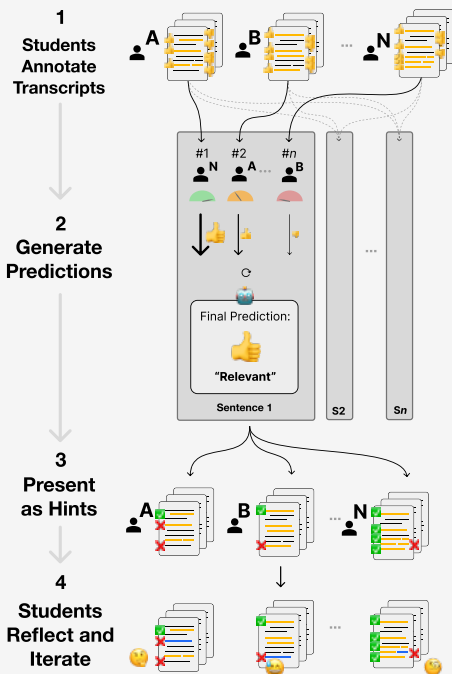 1
Students
Annotate
Transcripts
A
B
...
N
#1
#2
#n
N
A
...
B
2
Generate
Predictions
...
Final Prediction:
“Relevant”
Sentence 1
S2
Sn
3
Present
as Hints
A
B
...
N
4
Students
Reflect and
Iterate
...